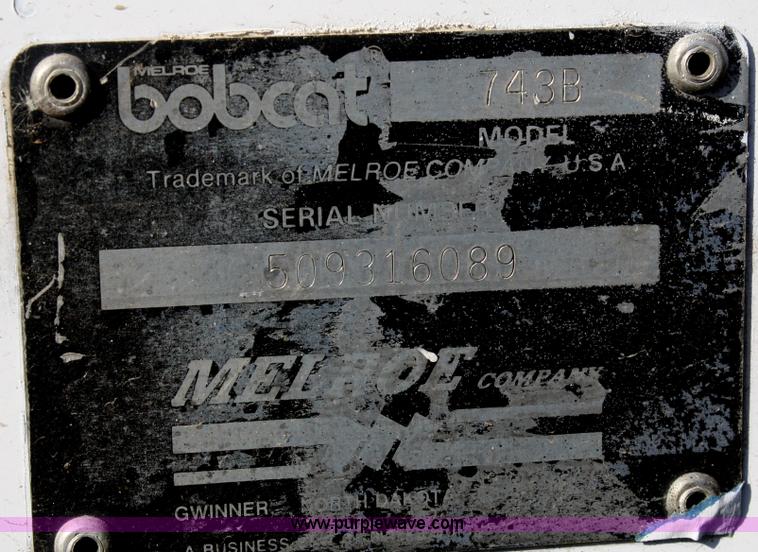 MELROE
bobcat®
743B
MODEL
Trademark of MELROE COMPANY U S A
SERIAL NUMBER
509316089
MELROE COMPANY
GWINNER NORTH DAKOTA
www.purplewave.com
A BUSINESS